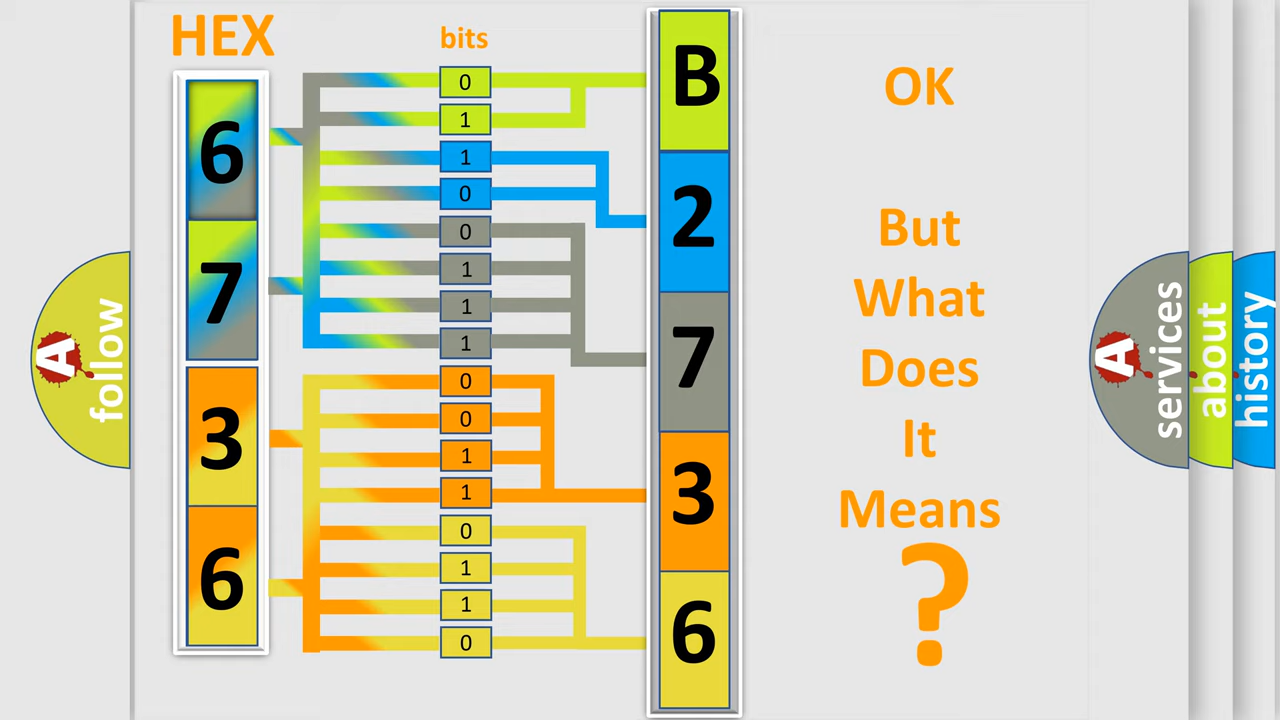 HEX
bits
6
7
3
6
0
1
1
0
0
1
1
1
0
0
1
1
0
1
1
0
B
2
7
3
6
OK
But
What
Does
It
Means
?
A
follow
A
services
about
history